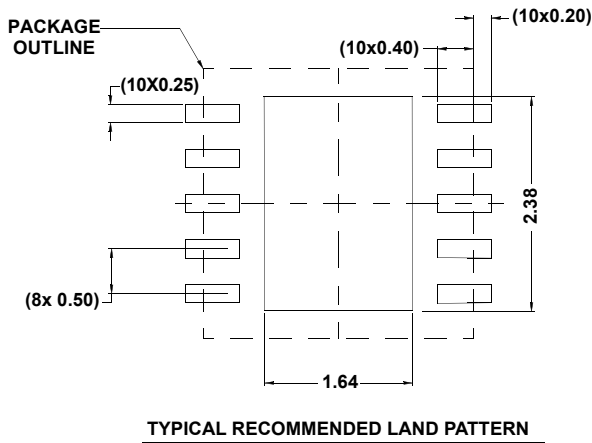 (10x0.20)
PACKAGE
OUTLINE
(10x0.40)
(10X0.25)
2.38
(8x 0.50)
1.64
TYPICAL RECOMMENDED LAND PATTERN